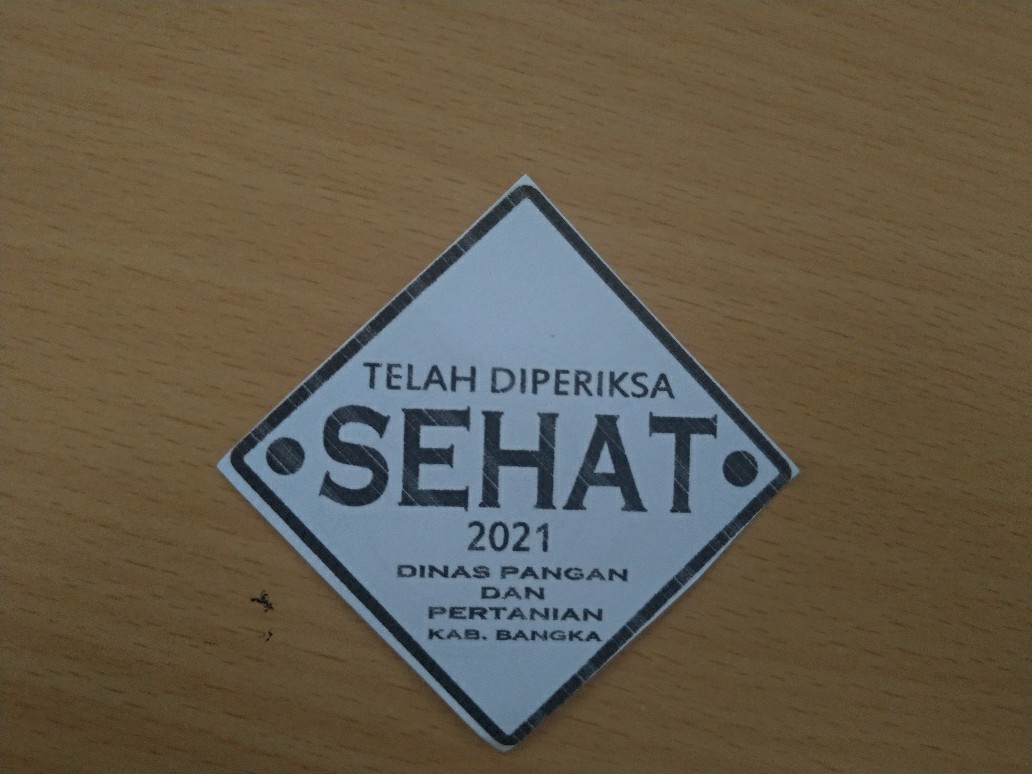 TELAH DIPERIKSA
SEHAT
2021
DINAS PANGAN
DAN
PERTANIAN
KAB. BANGKA